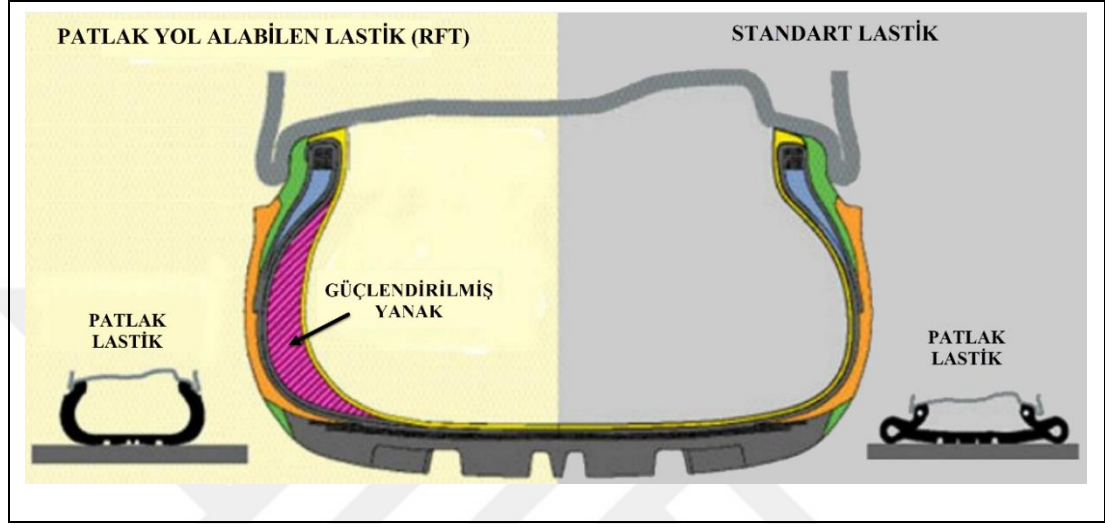 PATLAK YOL ALABİLEN LASTİK (RFT)
STANDART LASTİK
GÜÇLENDİRİLMİŞ
YANAK
PATLAK
LASTİK
PATLAK
LASTİK